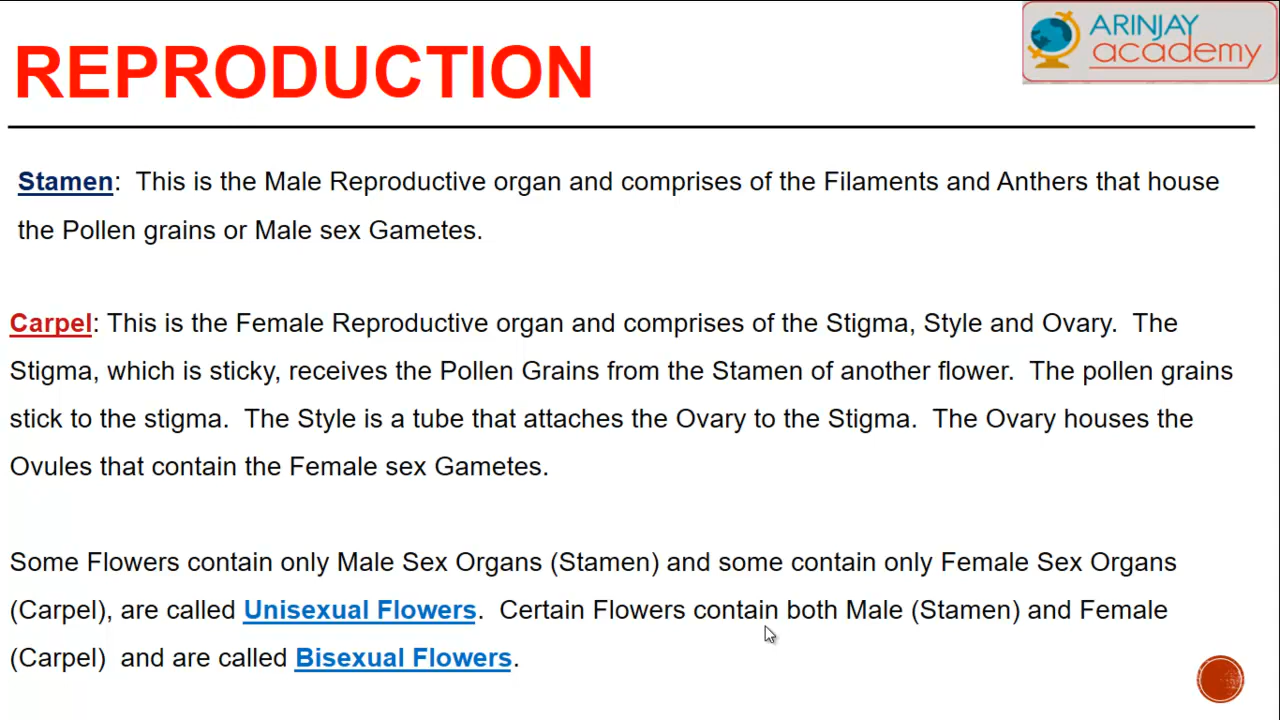 ARINJAY
academy
REPRODUCTION
Stamen: This is the Male Reproductive organ and comprises of the Filaments and Anthers that house
the Pollen grains or Male sex Gametes.
Carpel: This is the Female Reproductive organ and comprises of the Stigma, Style and Ovary. The
Stigma, which is sticky, receives the Pollen Grains from the Stamen of another flower. The pollen grains
stick to the stigma. The Style is a tube that attaches the Ovary to the Stigma. The Ovary houses the
Ovules that contain the Female sex Gametes.
Some Flowers contain only Male Sex Organs (Stamen) and some contain only Female Sex Organs
(Carpel), are called Unisexual Flowers. Certain Flowers contain both Male (Stamen) and Female
(Carpel) and are called Bisexual Flowers.